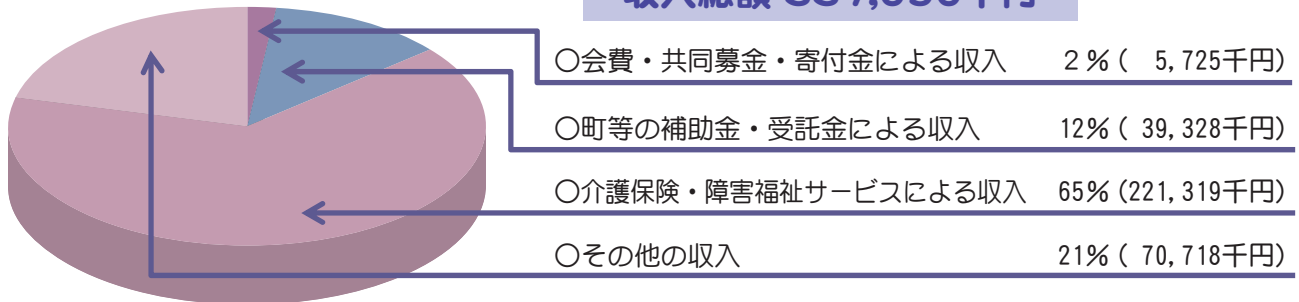 〇会費・共同募金・寄付金による収入 2%( 5,725千円)
〇町等の補助金・受託金による収入 12%( 39,328千円)
〇介護保険・障害福祉サービスによる収入 65%(221,319千円)
〇その他の収入 21%( 70,718千円)